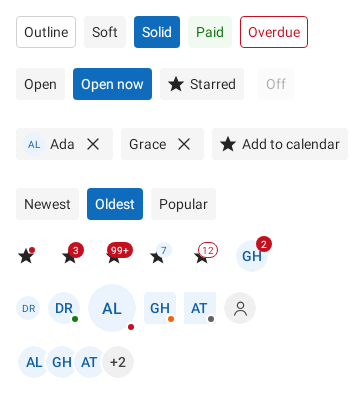 Outline Soft Solid Paid Overdue
Open Open now Starred Off
AL Ada Grace Add to calendar
Newest Oldest Popular
3 99+ 7 12 GH 2
DR DR AL GH AT
AL GH AT +2